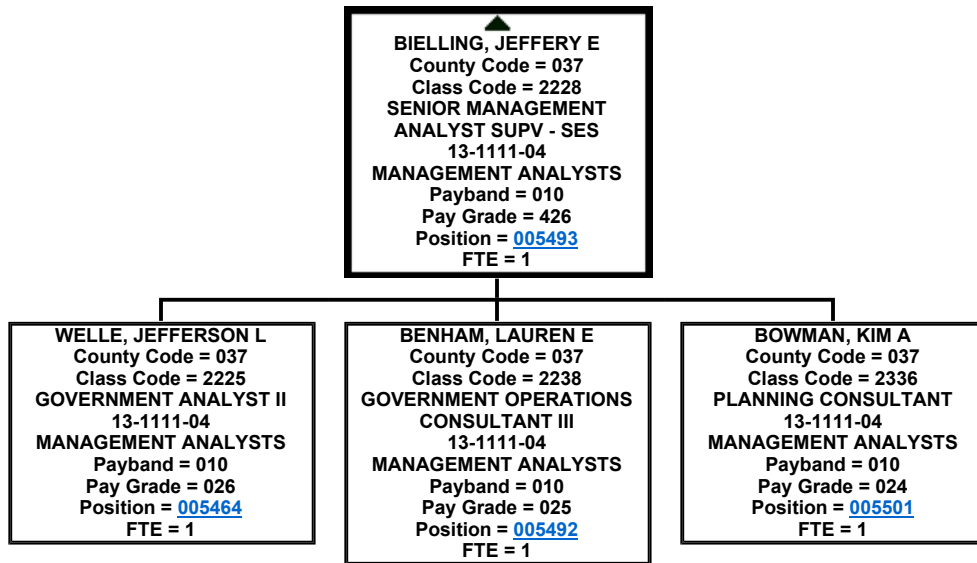 BIELLING, JEFFERY E
County Code = 037
Class Code = 2228
SENIOR MANAGEMENT
ANALYST SUPV - SES
13-1111-04
MANAGEMENT ANALYSTS
Payband = 010
Pay Grade = 426
Position = 005493
FTE = 1
WELLE, JEFFERSON L
County Code = 037
Class Code = 2225
GOVERNMENT ANALYST II
13-1111-04
MANAGEMENT ANALYSTS
Payband = 010
Pay Grade = 026
Position = 005464
FTE = 1
BENHAM, LAUREN E
County Code = 037
Class Code = 2238
GOVERNMENT OPERATIONS
CONSULTANT III
13-1111-04
MANAGEMENT ANALYSTS
Payband = 010
Pay Grade = 025
Position = 005492
FTE = 1
BOWMAN, KIM A
County Code = 037
Class Code = 2336
PLANNING CONSULTANT
13-1111-04
MANAGEMENT ANALYSTS
Payband = 010
Pay Grade = 024
Position = 005501
FTE = 1